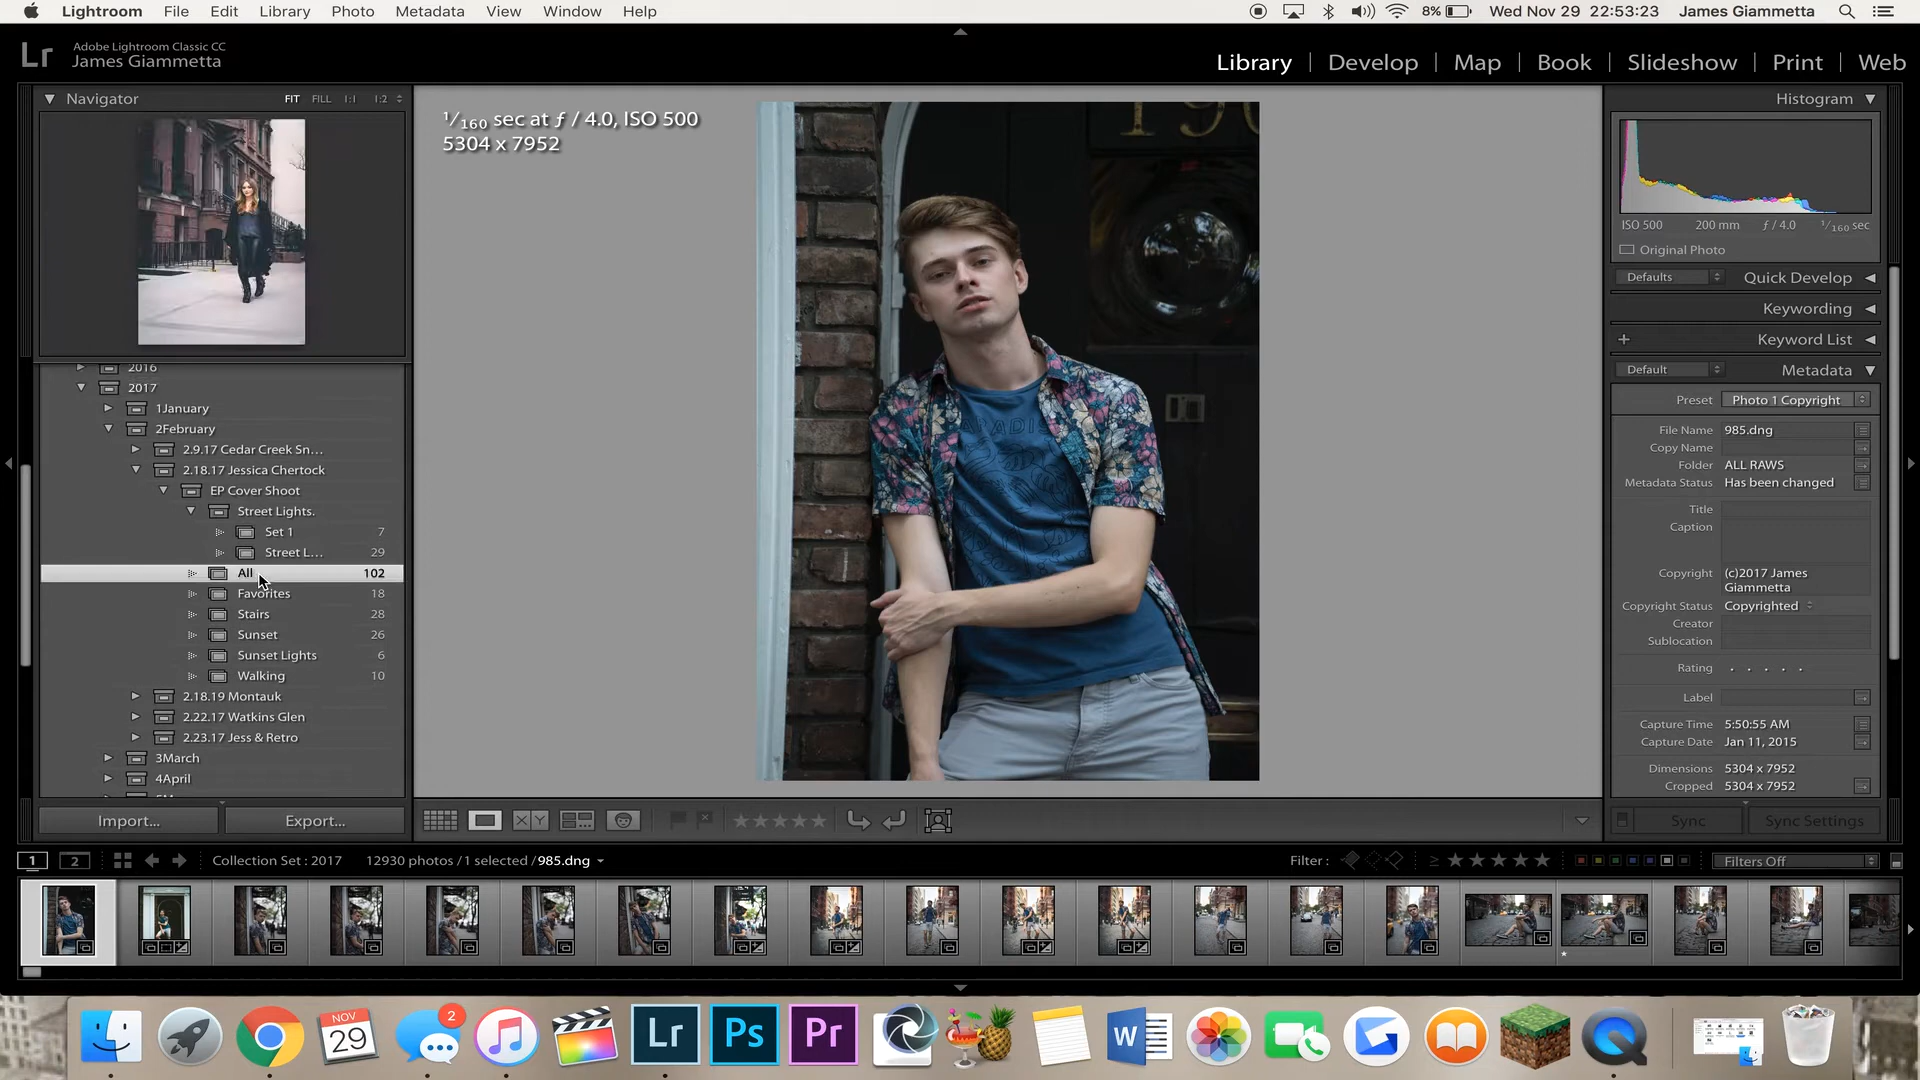 Lightroom File Edit Library Photo Metadata View Window Help 8% Wed Nov 29 22:53:23 James Giammetta
Lr Adobe Lightroom Classic CC
James Giammetta
Library | Develop | Map | Book | Slideshow | Print | Web
Navigator FIT FILL 1:1 1:2
2016
2017
1January
2February
2.9.17 Cedar Creek Sn...
2.18.17 Jessica Chertock
EP Cover Shoot
Street Lights.
Set 1 7
Street L... 29
All 102
Favorites 18
Stairs 28
Sunset 26
Sunset Lights 6
Walking 10
2.18.19 Montauk
2.22.17 Watkins Glen
2.23.17 Jess & Retro
3March
4April
Import... Export...
1/160 sec at ƒ / 4.0, ISO 500
5304 x 7952
190
PARADIS
Histogram
ISO 500 200 mm ƒ / 4.0 1/160 sec
Original Photo
Defaults Quick Develop
Keywording
+ Keyword List
Default Metadata
Preset Photo 1 Copyright
File Name 985.dng
Copy Name
Folder ALL RAWS
Metadata Status Has been changed
Title
Caption
Copyright (c)2017 James
Giammetta
Copyright Status Copyrighted
Creator
Sublocation
Rating . . . . .
Label
Capture Time 5:50:55 AM
Capture Date Jan 11, 2015
Dimensions 5304 x 7952
Cropped 5304 x 7952
Sync Sync Settings
X Y
1 2 Collection Set : 2017 12930 photos / 1 selected / 985.dng Filter : ≥ Filters Off
NOV
29 2 Lr Ps Pr W